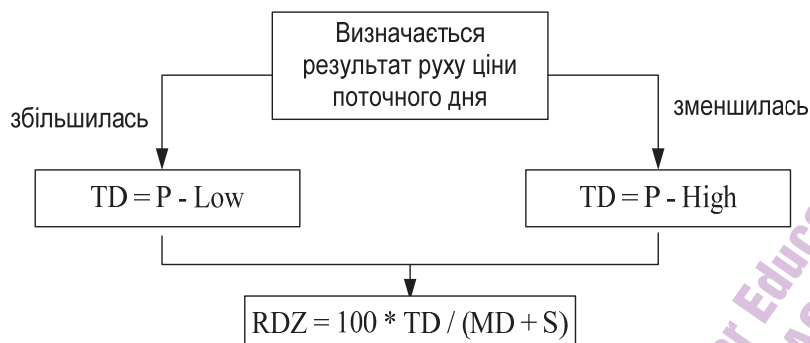 Визначається
результат руху ціни
поточного дня
збільшилась
зменшилась
TD = P - Low
TD = P - High
RDZ = 100 * TD / (MD + S)